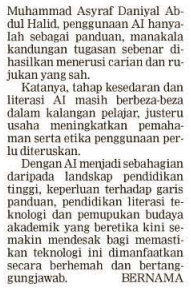 Muhammad Asyraf Daniyal Ab-
dul Halid, penggunaan AI hanya-
lah sebagai panduan, manakala
kandungan tugasan sebenar di-
hasilkan menerusi carian dan ru-
jukan yang sah.
Katanya, tahap kesedaran dan
literasi AI masih berbeza-beza
dalam kalangan pelajar, justeru
usaha meningkatkan pemaha-
man serta etika penggunaan per-
lu diteruskan.
Dengan AI menjadi sebahagian
daripada landskap pendidikan
tinggi, keperluan terhadap garis
panduan, pendidikan literasi te-
knologi dan pemupukan budaya
akademik yang beretika kini se-
makin mendesak bagi memasti-
kan teknologi ini dimanfaatkan
secara berhemah dan bertang-
gungjawab. BERNAMA